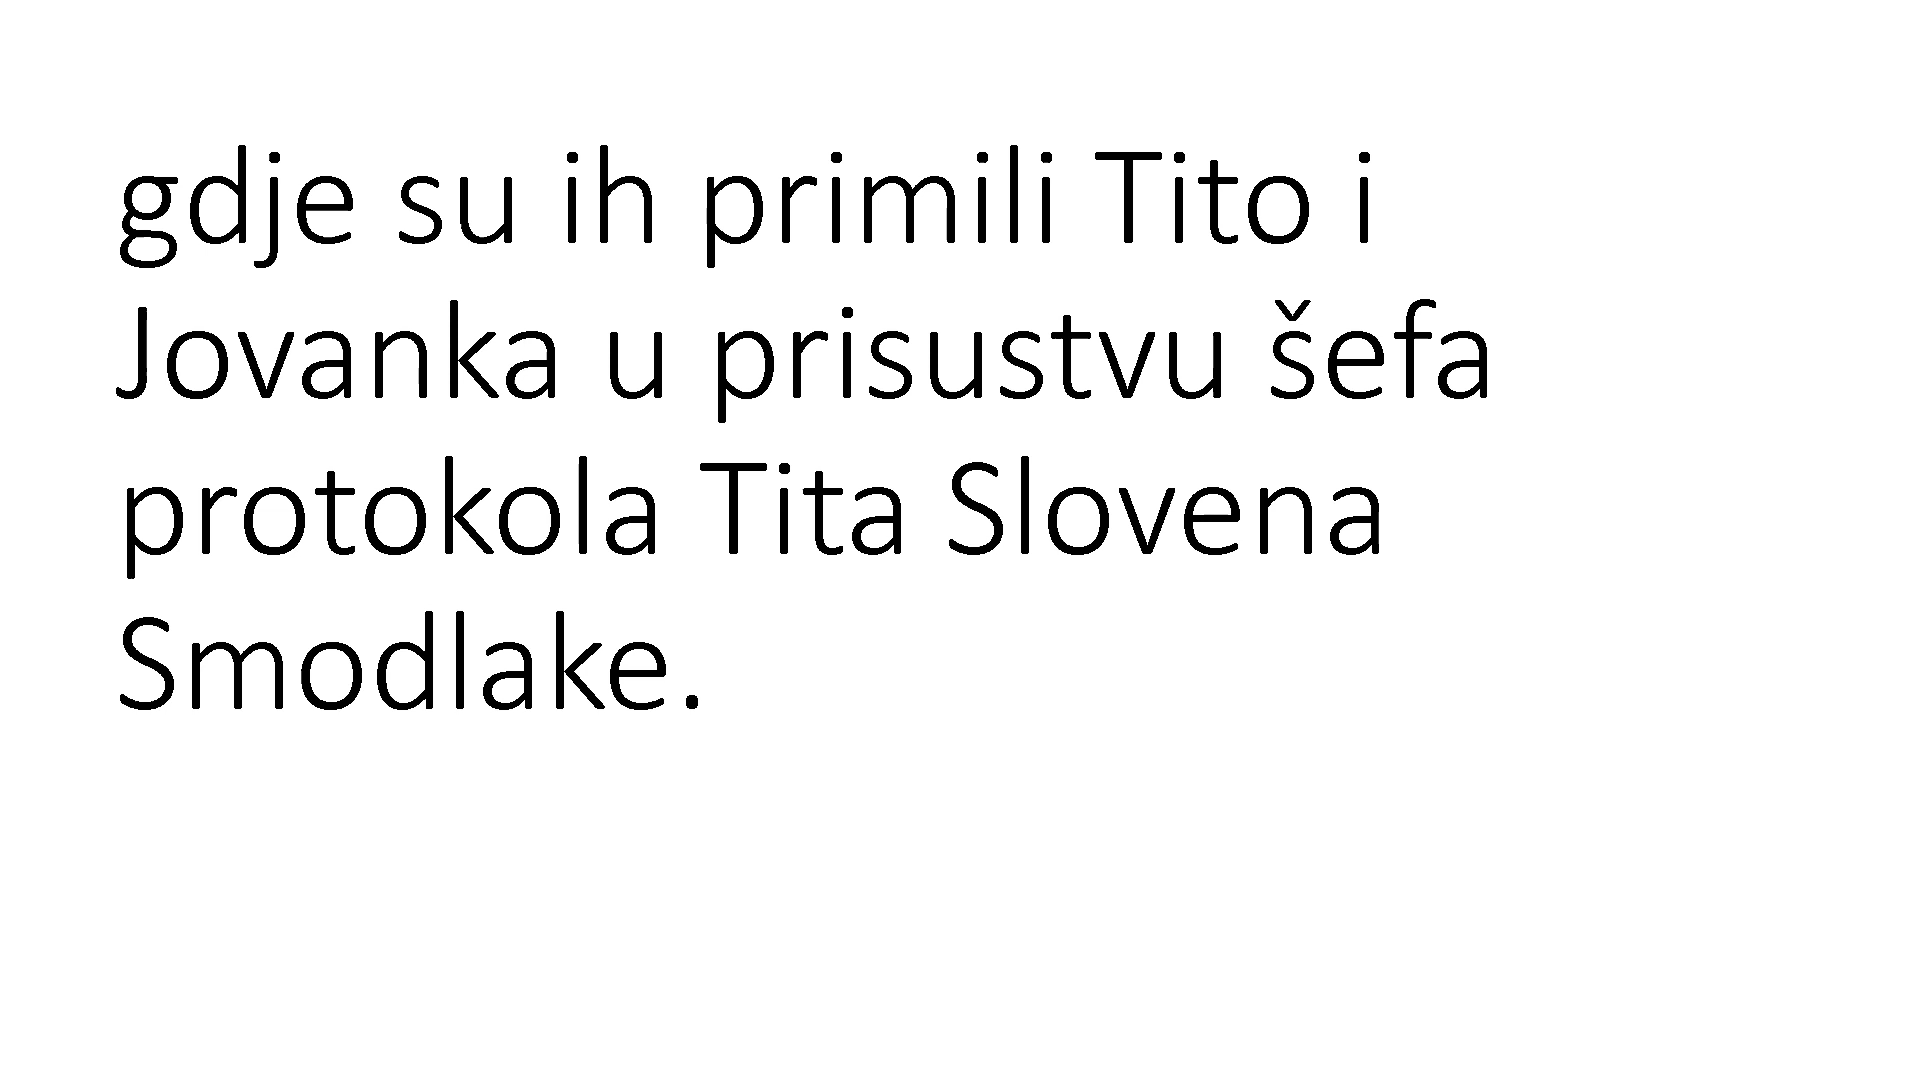 gdje su ih primili Tito i
Jovanka u prisustvu šefa
protokola Tita Slovena
Smodlake.